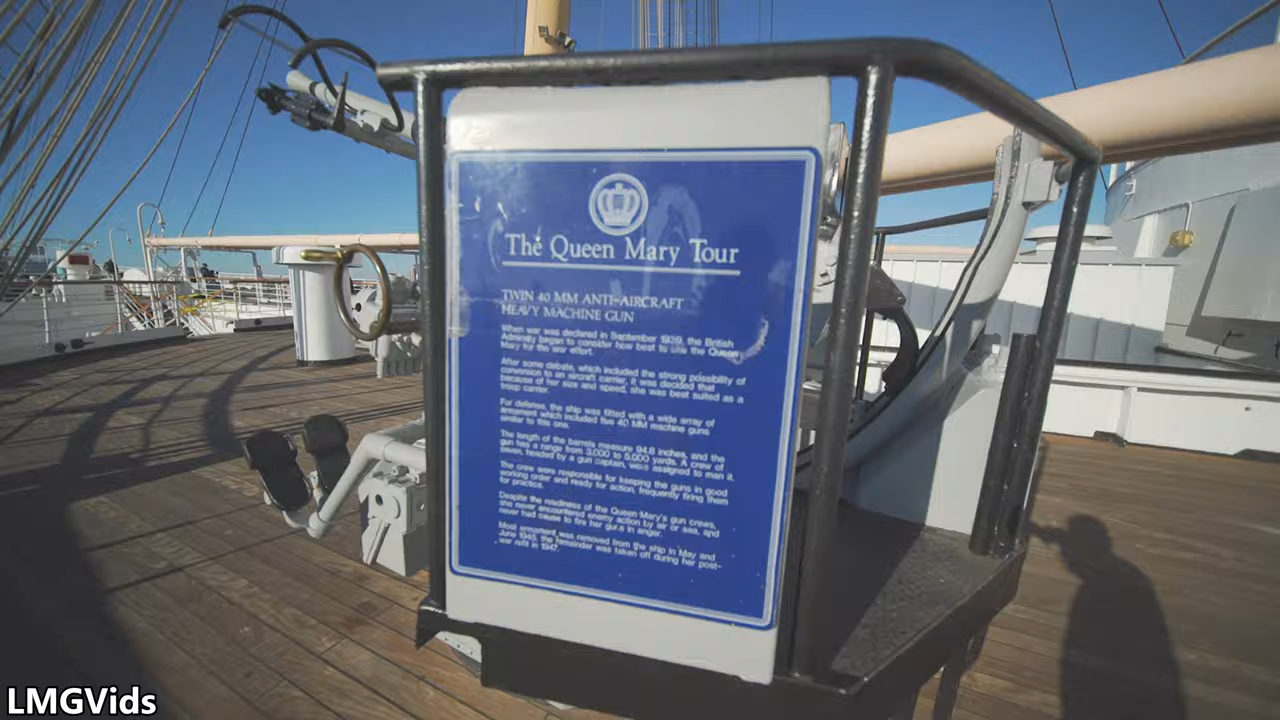 The Queen Mary Tour
TWIN 40 MM ANTI-AIRCRAFT
HEAVY MACHINE GUN
When war was declared in September 1939, the British
Admiralty began to consider how best to use the Queen
Mary for the war effort.
After some debate, which included the strong possibility of
conversion to an aircraft carrier, it was decided that
because of her size and speed, she was best suited as a
troop carrier.
For defense, the ship was fitted with a wide array of
armament which included five 40 MM machine guns
similar to this one.
The length of the barrels measure 94.6 inches, and the
gun has a range from 3,000 to 5,000 yards. A crew of
seven, headed by a gun captain, was assigned to man it.
The crew were responsible for keeping the guns in good
working order and ready for action, frequently firing them
for practice.
Despite the readiness of the Queen Mary's gun crews,
she never encountered enemy action by air or sea, and
never had cause to fire her guns in anger.
Most armament was removed from the ship in May and
June 1945, the remainder was taken off during her post-
war refit in 1947.
LMGVids